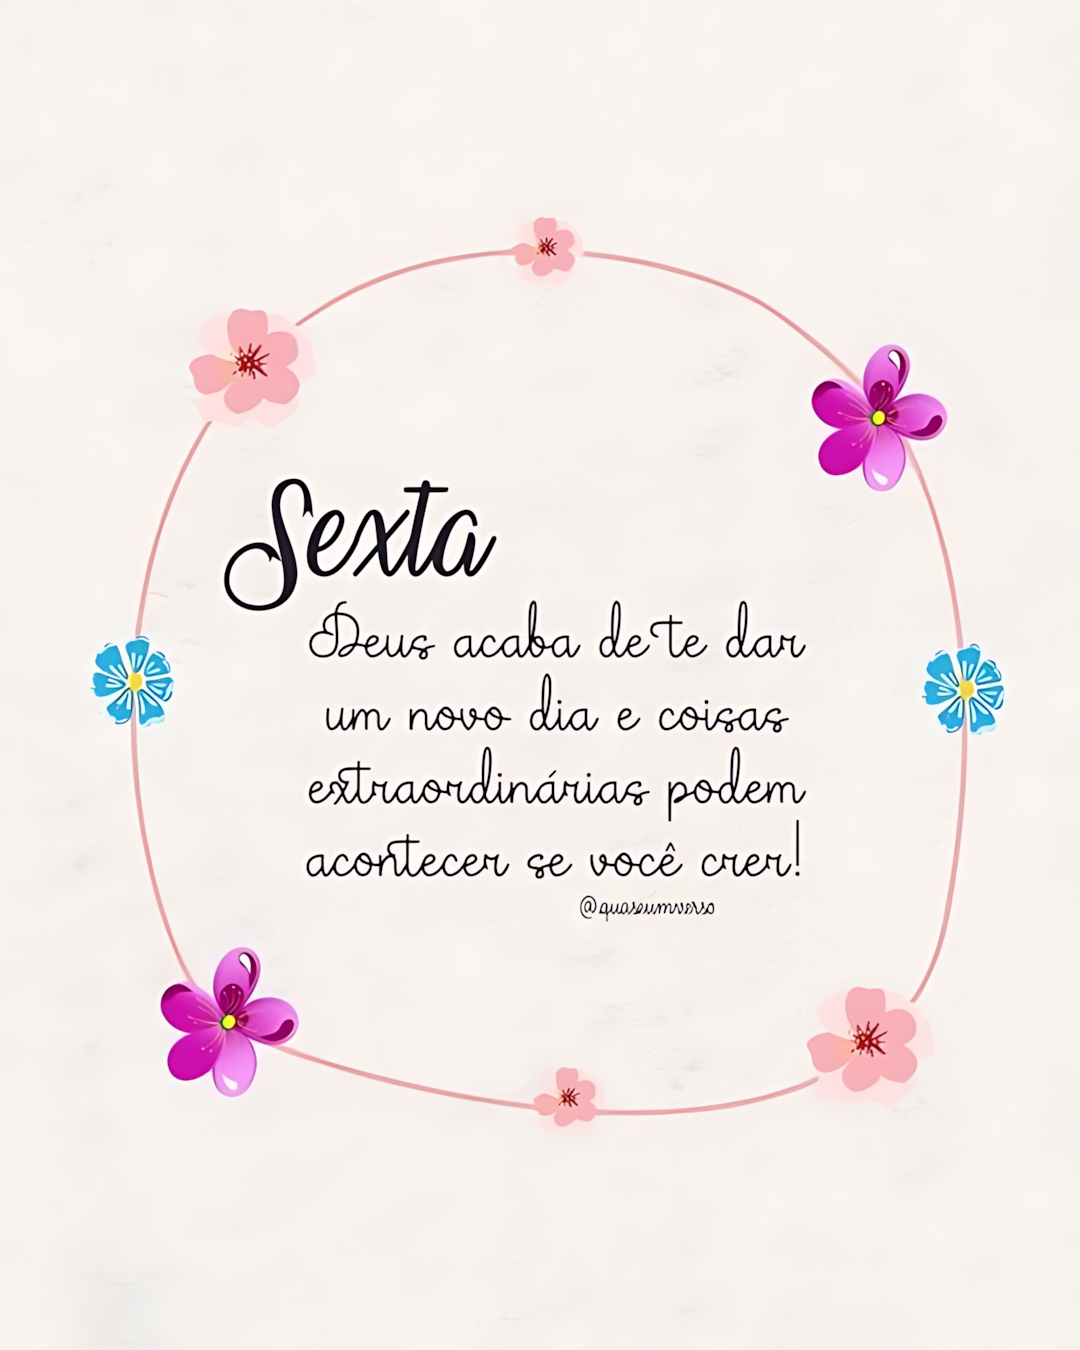 Sexta
Deus acaba de te dar
um novo dia e coisas
extraordinárias podem
acontecer se você crer!
@quaseumverso